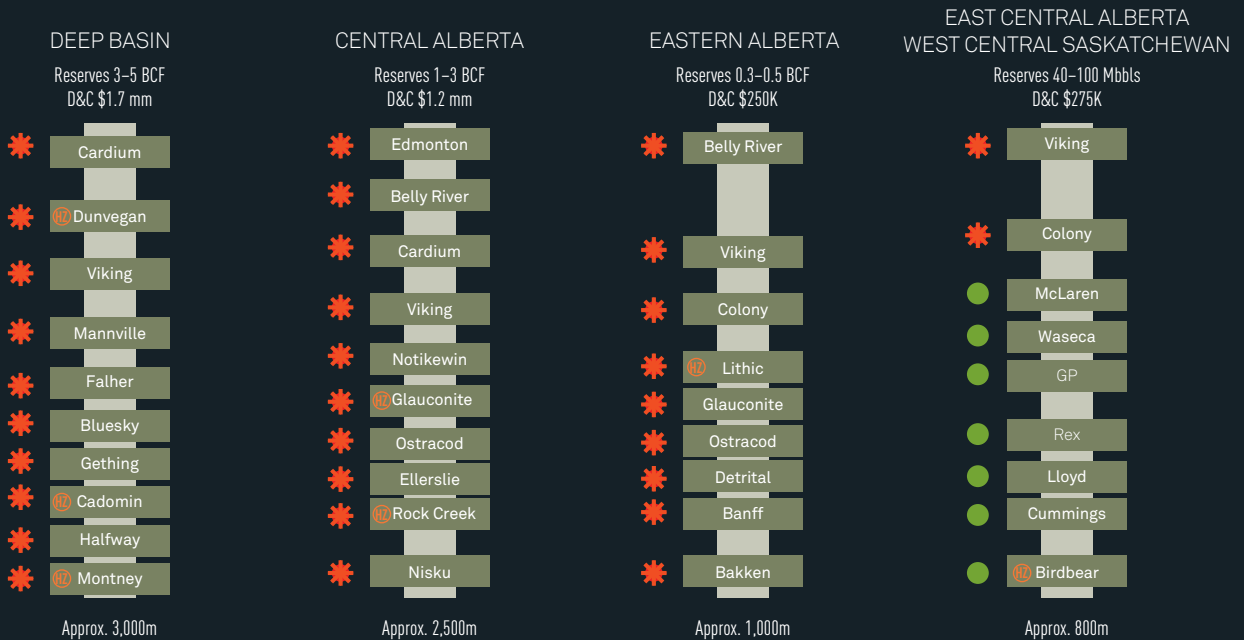 DEEP BASIN
Reserves 3–5 BCF
D&C $1.7 mm
Cardium
HZ Dunvegan
Viking
Mannville
Falher
Bluesky
Gething
HZ Cadomin
Halfway
HZ Montney
Approx. 3,000m
CENTRAL ALBERTA
Reserves 1–3 BCF
D&C $1.2 mm
Edmonton
Belly River
Cardium
Viking
Notikewin
HZ Glauconite
Ostracod
Ellerslie
HZ Rock Creek
Nisku
Approx. 2,500m
EASTERN ALBERTA
Reserves 0.3–0.5 BCF
D&C $250K
Belly River
Viking
Colony
HZ Lithic
Glauconite
Ostracod
Detrital
Banff
Bakken
Approx. 1,000m
EAST CENTRAL ALBERTA
WEST CENTRAL SASKATCHEWAN
Reserves 40–100 Mbbls
D&C $275K
Viking
Colony
McLaren
Waseca
GP
Rex
Lloyd
Cummings
HZ Birdbear
Approx. 800m